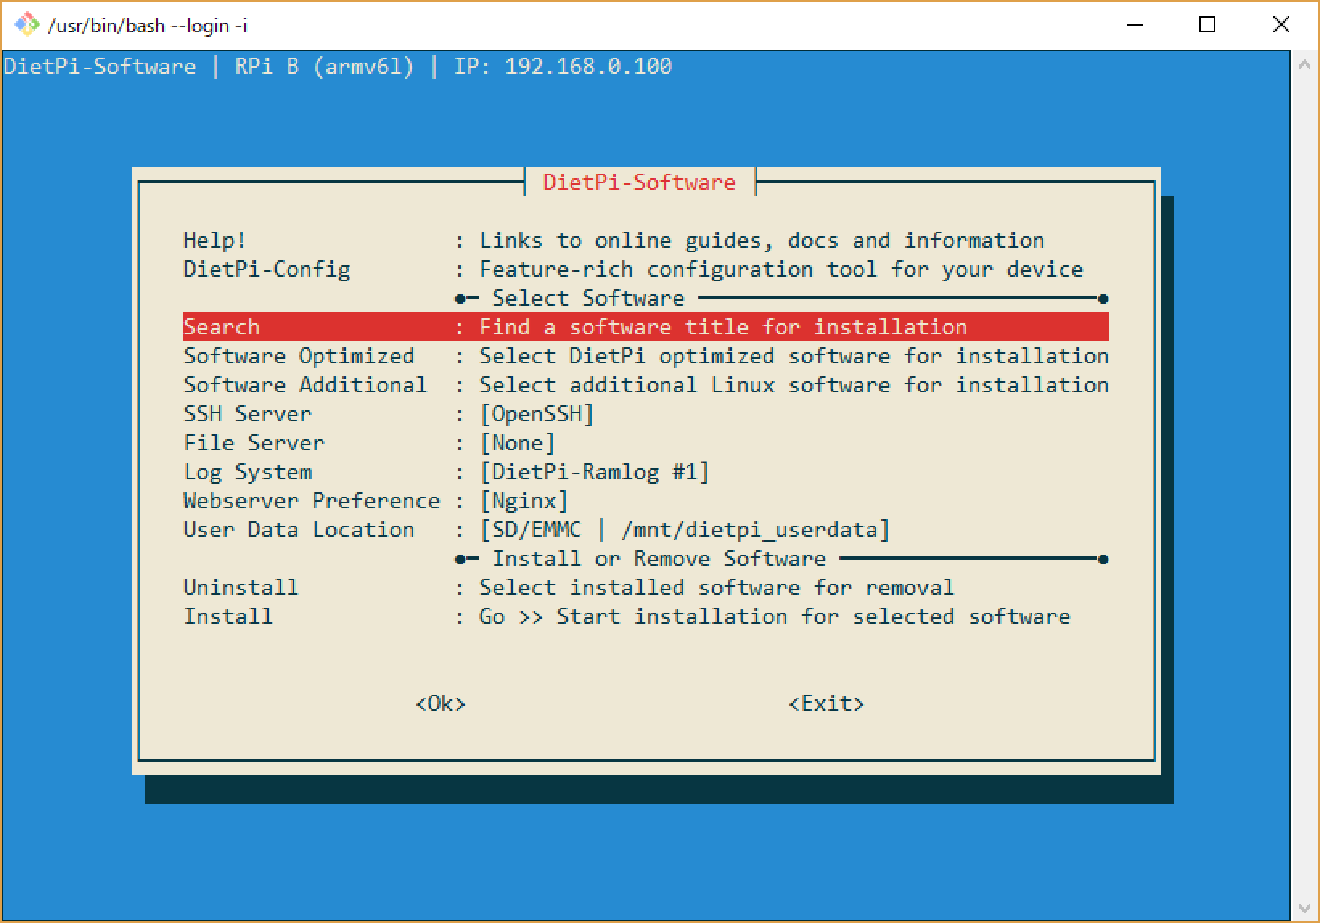 /usr/bin/bash --login -i
DietPi-Software | RPi B (armv6l) | IP: 192.168.0.100
DietPi-Software
Help! : Links to online guides, docs and information
DietPi-Config : Feature-rich configuration tool for your device
●─ Select Software ─────────────────────────────────●
Search : Find a software title for installation
Software Optimized : Select DietPi optimized software for installation
Software Additional : Select additional Linux software for installation
SSH Server : [OpenSSH]
File Server : [None]
Log System : [DietPi-Ramlog #1]
Webserver Preference : [Nginx]
User Data Location : [SD/EMMC | /mnt/dietpi_userdata]
●─ Install or Remove Software ──────────────────────●
Uninstall : Select installed software for removal
Install : Go >> Start installation for selected software
<Ok> <Exit>